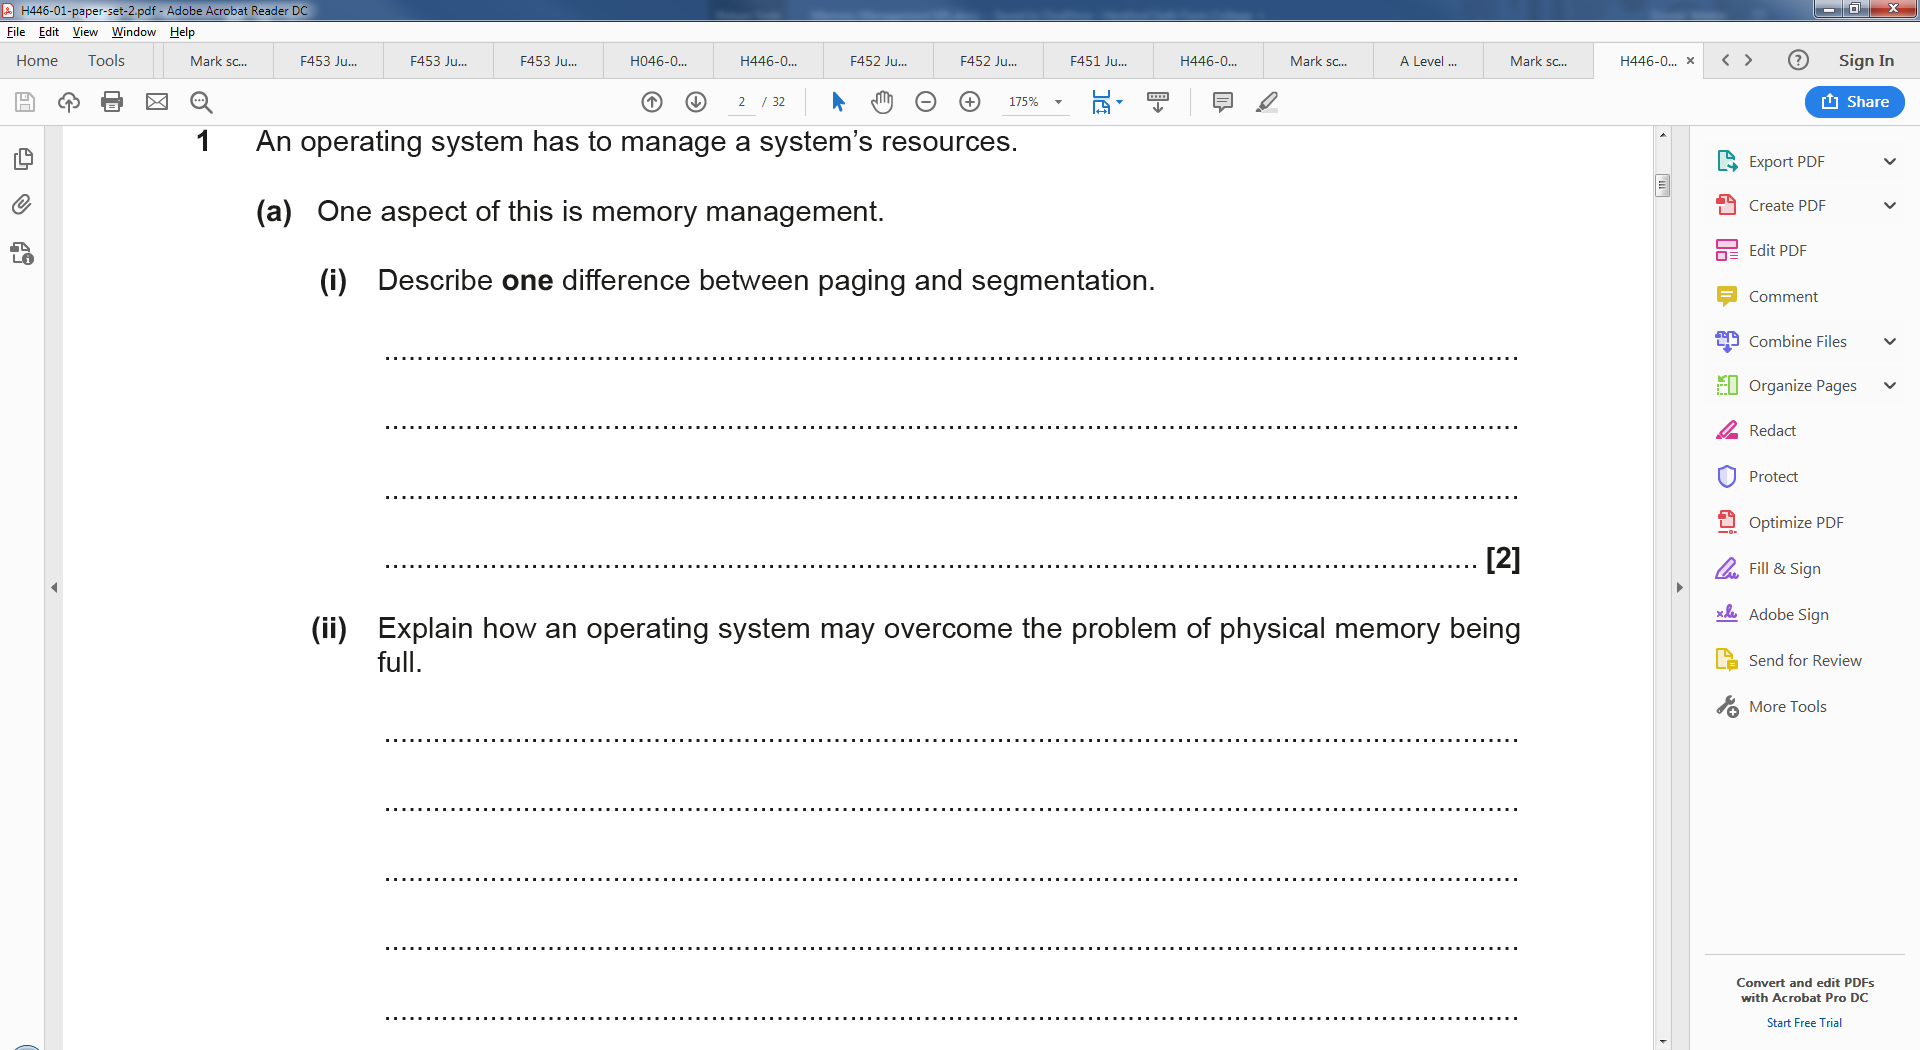 H446-01-paper-set-2.pdf - Adobe Acrobat Reader DC
File Edit View Window Help
Home Tools Mark sc... F453 Ju... F453 Ju... F453 Ju... H046-0... H446-0... F452 Ju... F452 Ju... F451 Ju... H446-0... Mark sc... A Level ... Mark sc... H446-0... × ? Sign In
2 / 32 175% Share
1 An operating system has to manage a system's resources.
(a) One aspect of this is memory management.
(i) Describe one difference between paging and segmentation.
[2]
(ii) Explain how an operating system may overcome the problem of physical memory being
full.
Export PDF
Create PDF
Edit PDF
Comment
Combine Files
Organize Pages
Redact
Protect
Optimize PDF
Fill & Sign
Adobe Sign
Send for Review
More Tools
Convert and edit PDFs
with Acrobat Pro DC
Start Free Trial